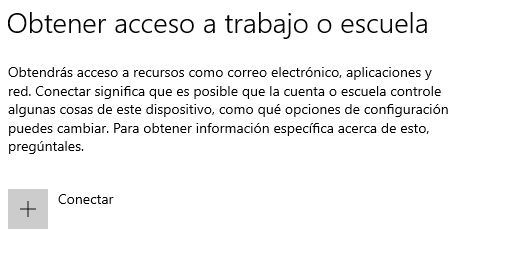 Obtener acceso a trabajo o escuela
Obtendrás acceso a recursos como correo electrónico, aplicaciones y
red. Conectar significa que es posible que la cuenta o escuela controle
algunas cosas de este dispositivo, como qué opciones de configuración
puedes cambiar. Para obtener información específica acerca de esto,
pregúntales.
Conectar